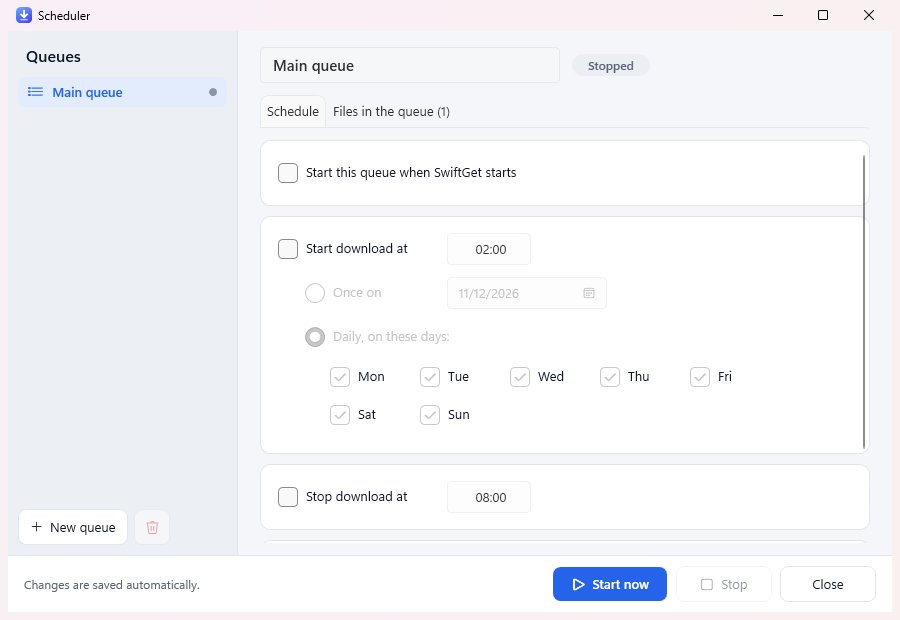 Scheduler
Queues
Main queue
New queue
Main queue
Stopped
Schedule
Files in the queue (1)
Start this queue when SwiftGet starts
Start download at 02:00
Once on 11/12/2026
Daily, on these days:
Mon Tue Wed Thu Fri
Sat Sun
Stop download at 08:00
Changes are saved automatically.
Start now
Stop
Close